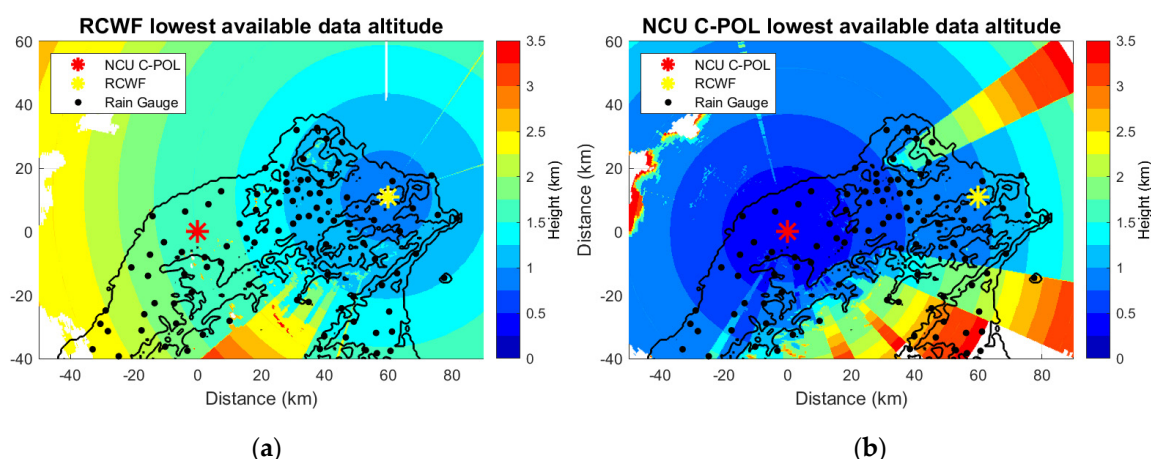 RCWF lowest available data altitude
60
40
20
0
-20
-40
-40
-20
0
20
40
60
80
Distance (km)
NCU C-POL
RCWF
Rain Gauge
3.5
3
2.5
2
1.5
1
0.5
0
Height (km)
(a)
NCU C-POL lowest available data altitude
Distance (km)
60
40
20
0
-20
-40
-40
-20
0
20
40
60
80
Distance (km)
NCU C-POL
RCWF
Rain Gauge
3.5
3
2.5
2
1.5
1
0.5
0
Height (km)
(b)